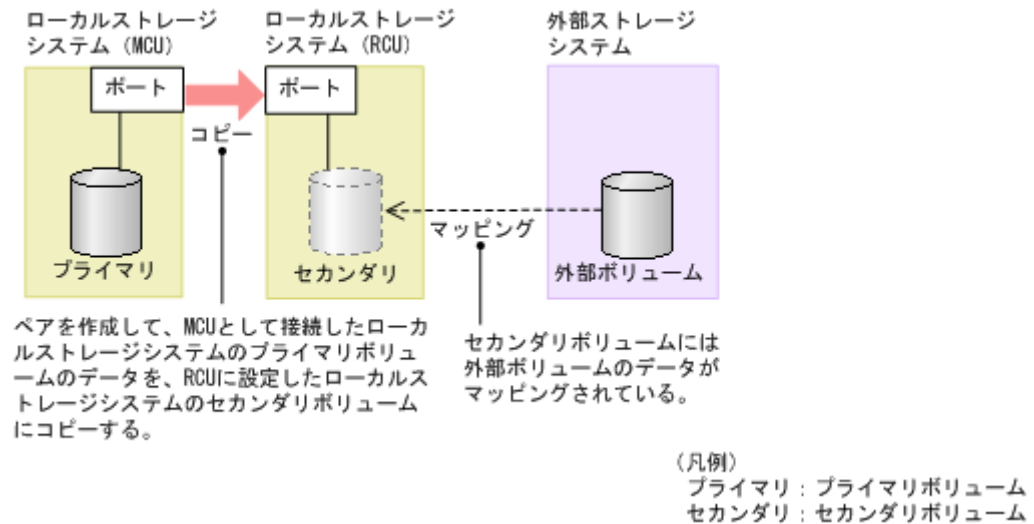 ローカルストレージ
システム（MCU）
ローカルストレージ
システム（RCU）
外部ストレージ
システム
ポート
ポート
コピー
マッピング
プライマリ
セカンダリ
外部ボリューム
ペアを作成して、MCUとして接続したローカ
ルストレージシステムのプライマリボリュ
ームのデータを、RCUに設定したローカルス
トレージシステムのセカンダリボリューム
にコピーする。
セカンダリボリュームには
外部ボリュームのデータが
マッピングされている。
（凡例）
プライマリ：プライマリボリューム
セカンダリ：セカンダリボリューム